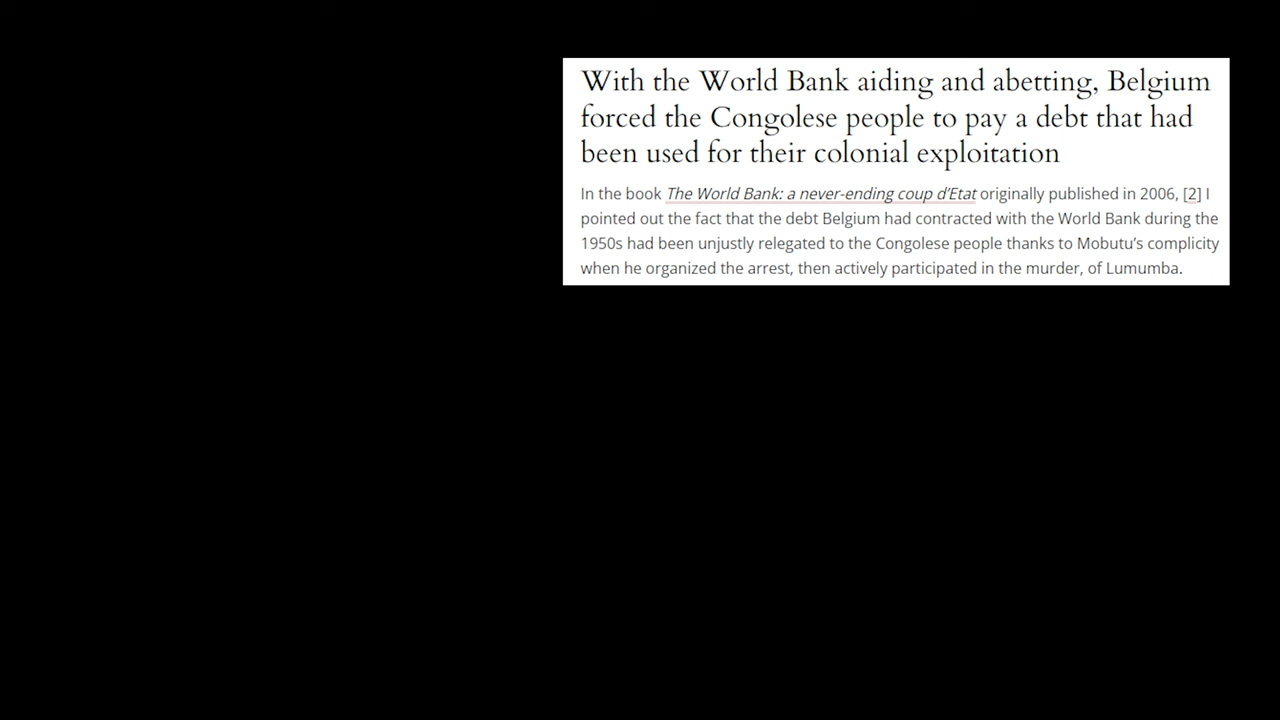 With the World Bank aiding and abetting, Belgium
forced the Congolese people to pay a debt that had
been used for their colonial exploitation
In the book The World Bank: a never-ending coup d'Etat originally published in 2006, [2] I
pointed out the fact that the debt Belgium had contracted with the World Bank during the
1950s had been unjustly relegated to the Congolese people thanks to Mobutu's complicity
when he organized the arrest, then actively participated in the murder, of Lumumba.